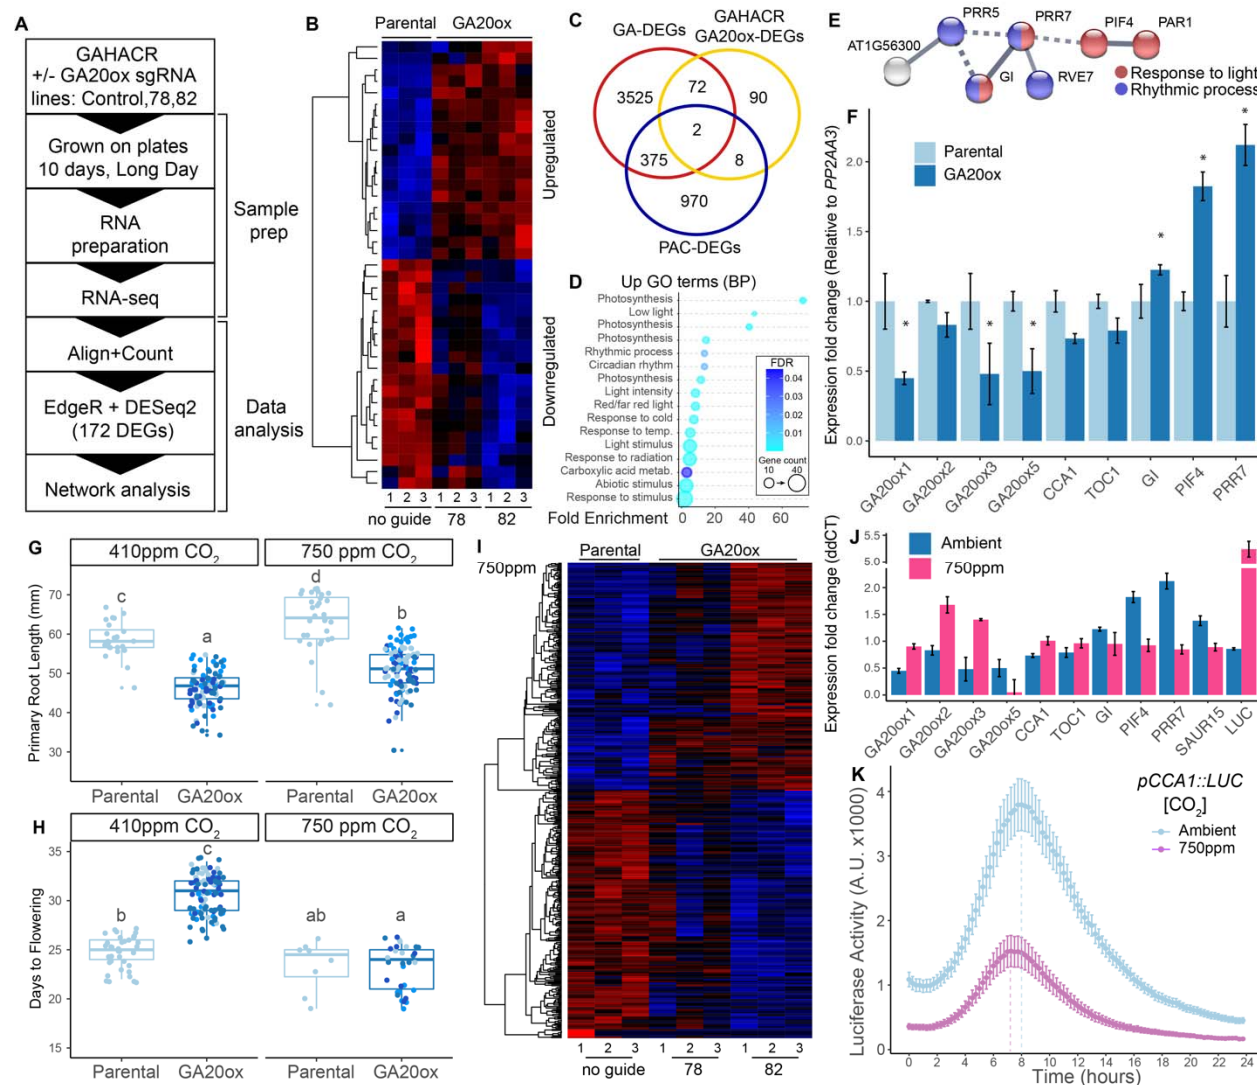 A
GAHACR
+/- GA20ox sgRNA
lines: Control,78,82
Grown on plates
10 days, Long Day
RNA
preparation
RNA-seq
Align+Count
EdgeR + DESeq2
(172 DEGs)
Network analysis
Sample
prep
Data
analysis
B
Parental GA20ox
Upregulated
Downregulated
1 2 3 1 2 3 1 2 3
no guide 78 82
C
GA-DEGs
GAHACR
GA20ox-DEGs
3525 72 90
2
375 8
970
PAC-DEGs
D
Up GO terms (BP)
Photosynthesis
Low light
Photosynthesis
Photosynthesis
Rhythmic process
Circadian rhythm
Photosynthesis
Light intensity
Red/far red light
Response to cold
Response to temp.
Light stimulus
Response to radiation
Carboxylic acid metab.
Abiotic stimulus
Response to stimulus
FDR
0.04
0.03
0.02
0.01
Gene count
10 40
Fold Enrichment
0 20 40 60
E
PRR5 PRR7 PIF4 PAR1
AT1G56300
GI RVE7
Response to light
Rhythmic process
F
Expression fold change (Relative to PP2AA3)
2.0
1.5
1.0
0.5
0.0
Parental
GA20ox
* * * * * *
GA20ox1 GA20ox2 GA20ox3 GA20ox5 CCA1 TOC1 GI PIF4 PRR7
G
410ppm CO2 750 ppm CO2
Primary Root Length (mm)
70
60
50
40
30
c a d b
Parental GA20ox Parental GA20ox
H
410ppm CO2 750 ppm CO2
Days to Flowering
35
30
25
20
15
b c ab a
Parental GA20ox Parental GA20ox
I
750ppm
Parental GA20ox
1 2 3 1 2 3 1 2 3
no guide 78 82
J
Expression fold change (ddCT)
5.5
5.0
2.0
1.5
1.0
0.5
0.0
Ambient
750ppm
GA20ox1 GA20ox2 GA20ox3 GA20ox5 CCA1 TOC1 GI PIF4 PRR7 SAUR15 LUC
K
pCCA1::LUC
[CO2]
Ambient
750ppm
Luciferase Activity (A.U. x1000)
4
3
2
1
0
0 2 4 6 8 10 12 14 16 18 20 22 24
Time (hours)